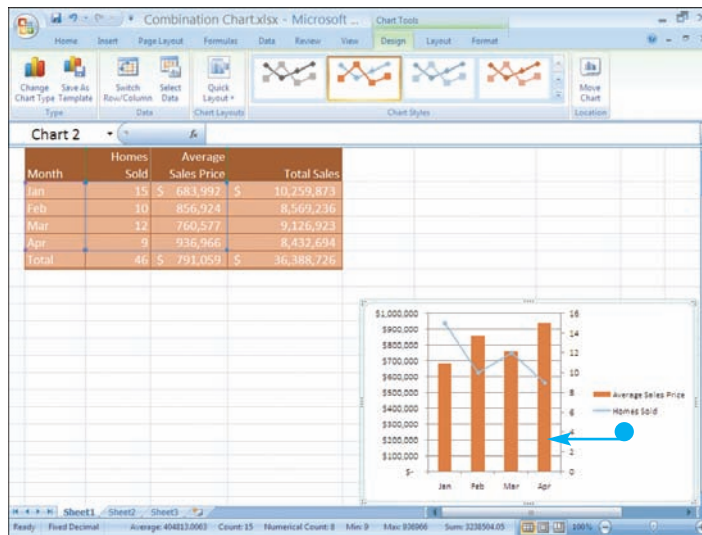 Combination Chart.xlsx - Microsoft ... Chart Tools
Home Insert Page Layout Formulas Data Review View Design Layout Format
Change Chart Type Save As Template Switch Row/Column Select Data Quick Layout Move Chart
Type Data Chart Layouts Chart Styles Location
Chart 2 fx
Month Homes Sold Average Sales Price Total Sales
Jan 15 $ 683,992 $ 10,259,873
Feb 10 856,924 8,569,236
Mar 12 760,577 9,126,923
Apr 9 936,966 8,432,694
Total 46 $ 791,059 $ 36,388,726
$1,000,000 16
$900,000 14
$800,000
$700,000 12
$600,000 10
$500,000 8
$400,000 6
$300,000 4
$200,000
$100,000 2
$- 0
Jan Feb Mar Apr
Average Sales Price
Homes Sold
Sheet1 Sheet2 Sheet3
Ready Fixed Decimal Average: 404813.0063 Count: 15 Numerical Count: 8 Min: 9 Max: 936966 Sum: 3238504.05 100%